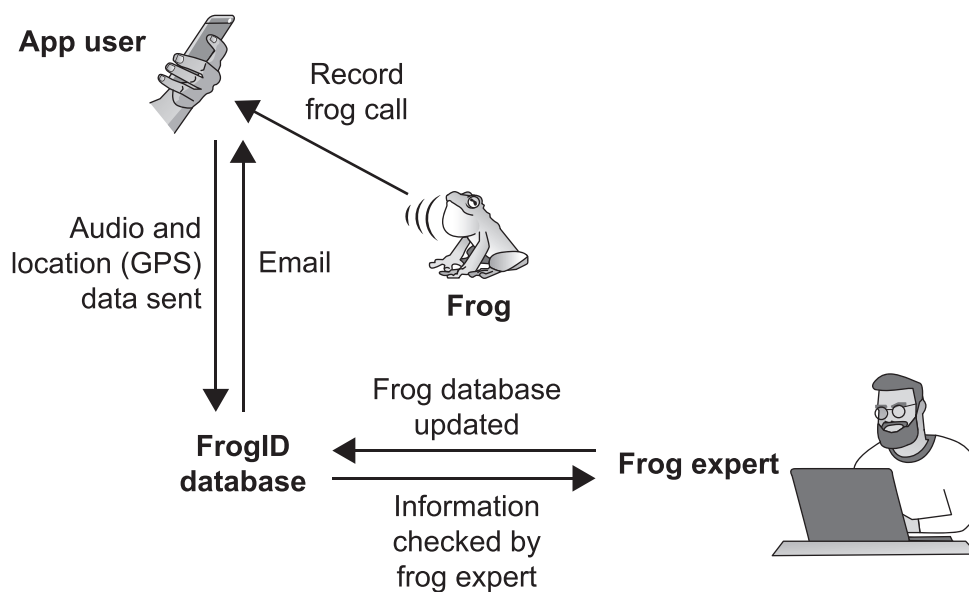 App user
Record
frog call
Audio and
location (GPS)
data sent
Email
Frog
Frog database
updated
FrogID
database
Frog expert
Information
checked by
frog expert